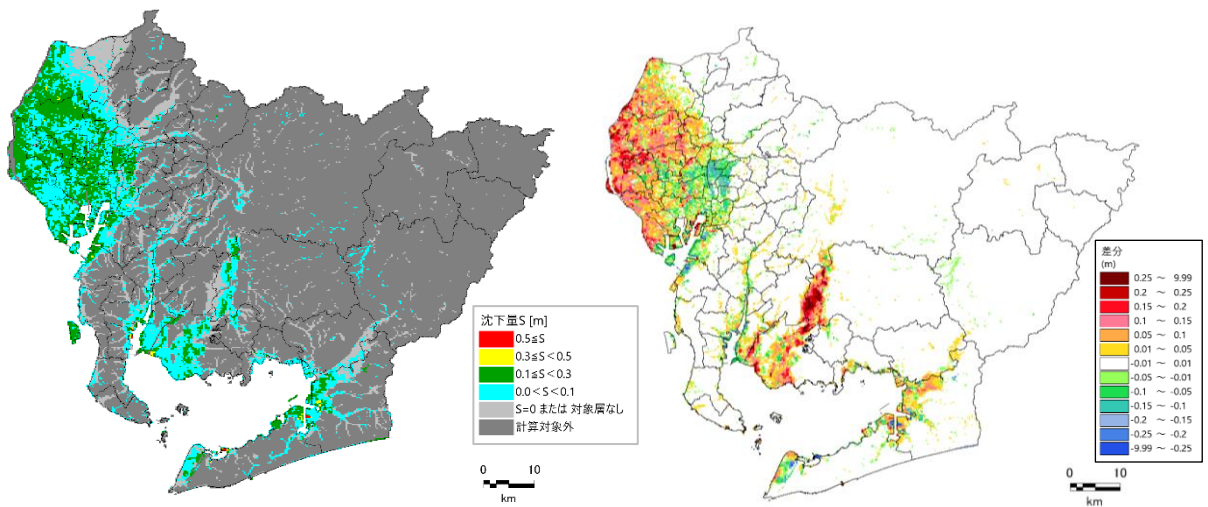 沈下量S [m]
0.5≦S
0.3≦S＜0.5
0.1≦S＜0.3
0.0＜S＜0.1
S=0 または 対象層なし
計算対象外
0 10
km
差分
(m)
0.25 ～ 9.99
0.2 ～ 0.25
0.15 ～ 0.2
0.1 ～ 0.15
0.05 ～ 0.1
0.01 ～ 0.05
-0.01 ～ 0.01
-0.05 ～ -0.01
-0.1 ～ -0.05
-0.15 ～ -0.1
-0.2 ～ -0.15
-0.25 ～ -0.2
-9.99 ～ -0.25
0 10
km